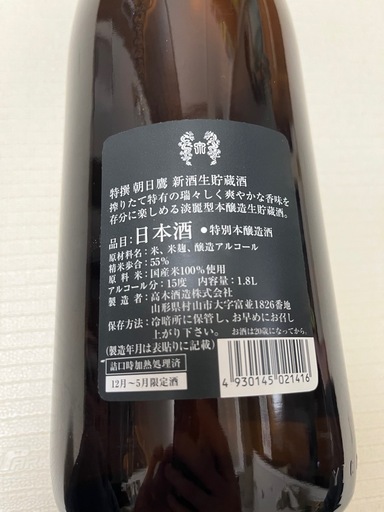 特撰 朝日鷹 新酒生貯蔵酒
搾りたて特有の瑞々しく爽やかな香味を
存分に楽しめる淡麗型本醸造生貯蔵酒。
品目:日本酒 • 特別本醸造酒
原材料名:米、米麹、醸造アルコール
精米歩合:55%
原料米:国産米100%使用
アルコール分:15度 内容量:1.8L
製造者:高木酒造株式会社
山形県村山市大字富並1826番地
保存方法:冷暗所に保管し、お早めにお召し
上がり下さい。 お酒は20歳になってから。
(製造年月は表貼りに記載)
詰口時加熱処理済
12月~5月限定酒
4 930145 021416